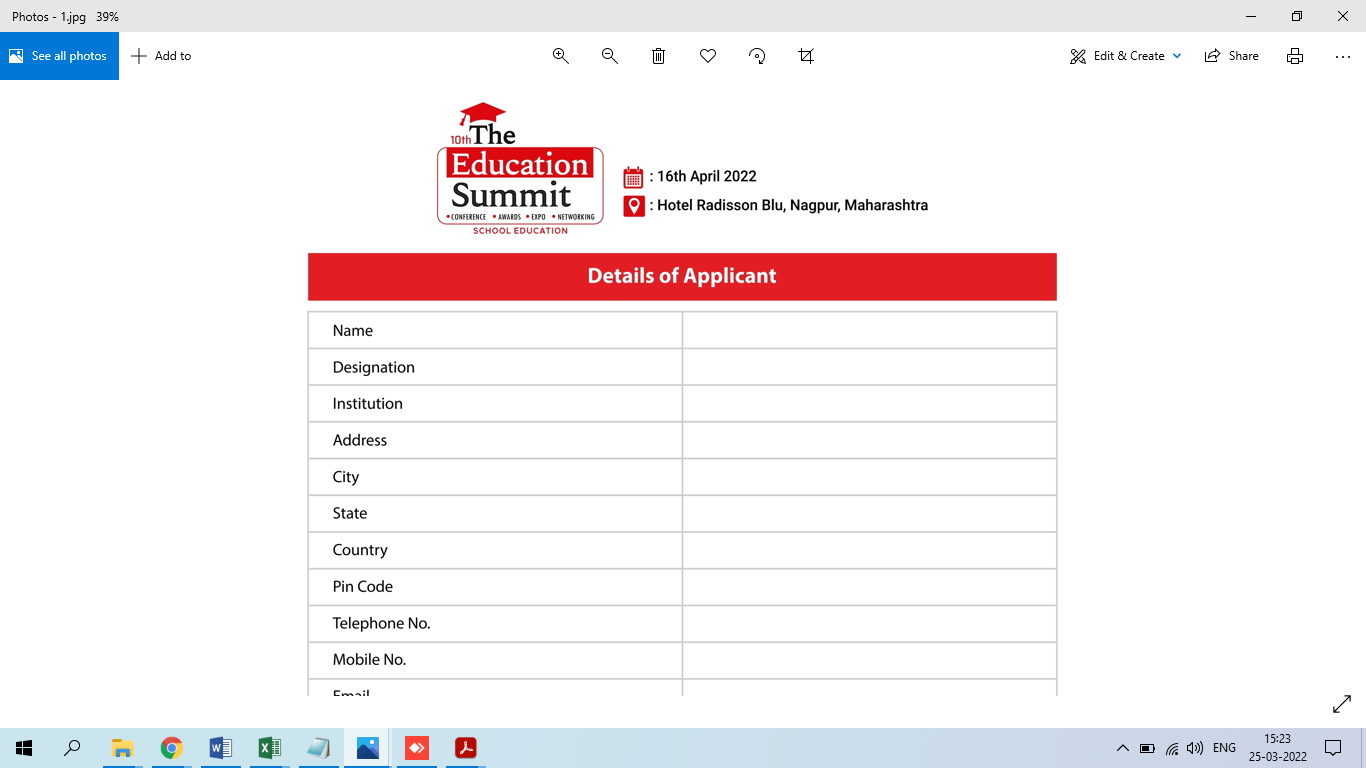 Photos - 1.jpg 39%
See all photos
Add to
Edit & Create
Share
10th The
Education
Summit
• CONFERENCE • AWARDS • EXPO • NETWORKING
SCHOOL EDUCATION
: 16th April 2022
: Hotel Radisson Blu, Nagpur, Maharashtra
Details of Applicant
Name
Designation
Institution
Address
City
State
Country
Pin Code
Telephone No.
Mobile No.
Email
ENG
15:23
25-03-2022